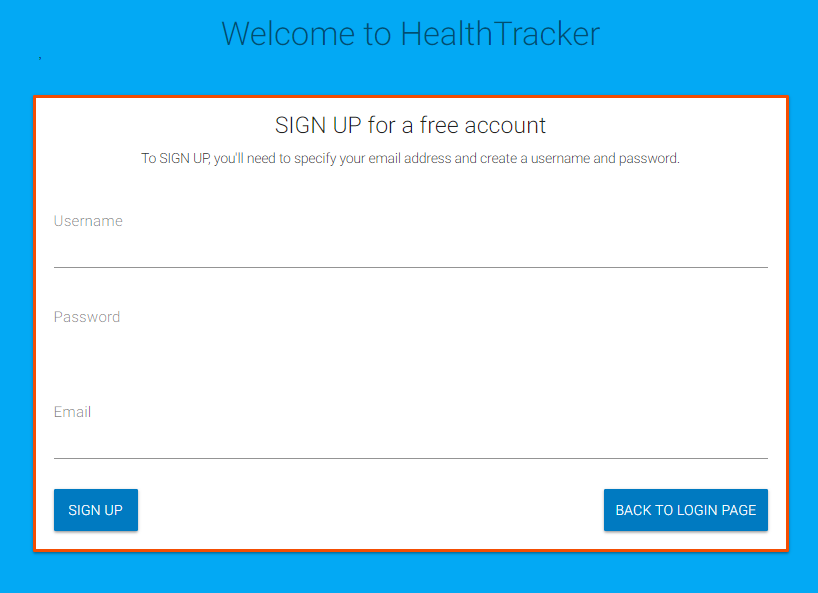 Welcome to HealthTracker
SIGN UP for a free account
To SIGN UP, you'll need to specify your email address and create a username and password.
Username
Password
Email
SIGN UP
BACK TO LOGIN PAGE